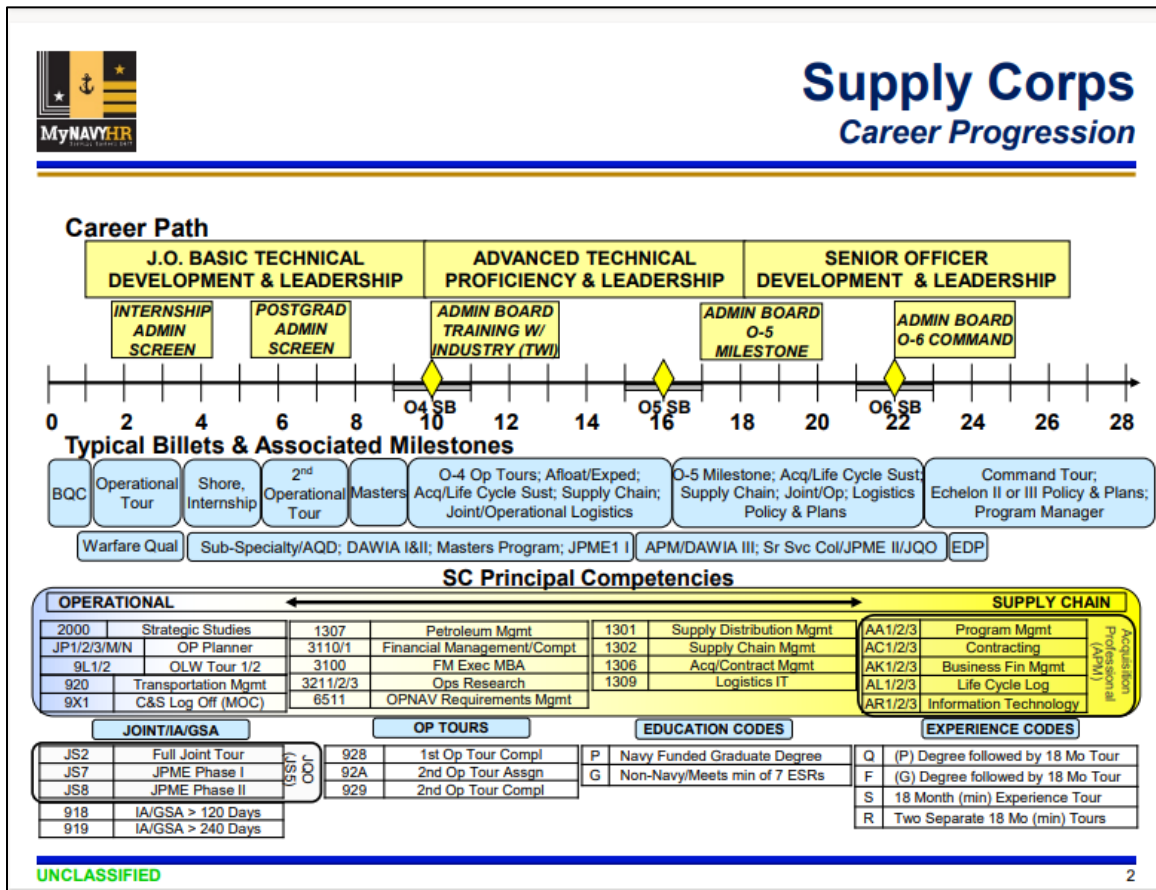 MyNAVYHR
Supply Corps
Career Progression
Career Path
J.O. BASIC TECHNICAL
DEVELOPMENT & LEADERSHIP
ADVANCED TECHNICAL
PROFICIENCY & LEADERSHIP
SENIOR OFFICER
DEVELOPMENT & LEADERSHIP
INTERNSHIP
ADMIN
SCREEN
POSTGRAD
ADMIN
SCREEN
ADMIN BOARD
TRAINING W/
INDUSTRY (TWI)
ADMIN BOARD
O-5
MILESTONE
ADMIN BOARD
O-6 COMMAND
O4 SB
O5 SB
O6 SB
0 2 4 6 8 10 12 14 16 18 20 22 24 26 28
Typical Billets & Associated Milestones
BQC
Operational
Tour
Shore,
Internship
2nd
Operational
Tour
Masters
O-4 Op Tours; Afloat/Exped;
Acq/Life Cycle Sust; Supply Chain;
Joint/Operational Logistics
O-5 Milestone; Acq/Life Cycle Sust;
Supply Chain; Joint/Op; Logistics
Policy & Plans
Command Tour;
Echelon II or III Policy & Plans;
Program Manager
Warfare Qual
Sub-Specialty/AQD; DAWIA I&II; Masters Program; JPME1 I
APM/DAWIA III; Sr Svc Col/JPME II/JQO
EDP
SC Principal Competencies
OPERATIONAL
SUPPLY CHAIN
2000 Strategic Studies
JP1/2/3/M/N OP Planner
9L1/2 OLW Tour 1/2
920 Transportation Mgmt
9X1 C&S Log Off (MOC)
1307 Petroleum Mgmt
3110/1 Financial Management/Compt
3100 FM Exec MBA
3211/2/3 Ops Research
6511 OPNAV Requirements Mgmt
1301 Supply Distribution Mgmt
1302 Supply Chain Mgmt
1306 Acq/Contract Mgmt
1309 Logistics IT
AA1/2/3 Program Mgmt
AC1/2/3 Contracting
AK1/2/3 Business Fin Mgmt
AL1/2/3 Life Cycle Log
AR1/2/3 Information Technology
Acquisition
Professional
(APM)
JOINT/IA/GSA
JS2 Full Joint Tour
JS7 JPME Phase I
JS8 JPME Phase II
JQO
(JS5)
918 IA/GSA > 120 Days
919 IA/GSA > 240 Days
OP TOURS
928 1st Op Tour Compl
92A 2nd Op Tour Assgn
929 2nd Op Tour Compl
EDUCATION CODES
P Navy Funded Graduate Degree
G Non-Navy/Meets min of 7 ESRs
EXPERIENCE CODES
Q (P) Degree followed by 18 Mo Tour
F (G) Degree followed by 18 Mo Tour
S 18 Month (min) Experience Tour
R Two Separate 18 Mo (min) Tours
UNCLASSIFIED
2